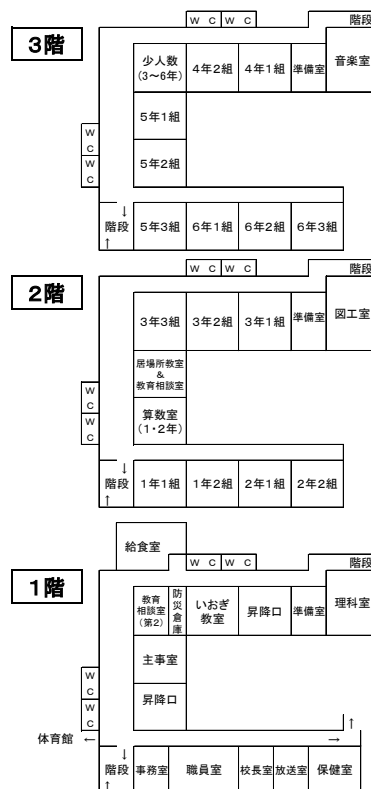 W C W C
階段
3階
少人数
(3～6年)
4年2組
4年1組
準備室
音楽室
5年1組
W
C
W
C
5年2組
↓
階段
↑
5年3組
6年1組
6年2組
6年3組
W C W C
階段
2階
3年3組
3年2組
3年1組
準備室
図工室
居場所教室
&
教育相談室
W
C
W
C
算数室
(1・2年)
↓
階段
↑
1年1組
1年2組
2年1組
2年2組
給食室
W C W C
階段
1階
教育
相談室
(第2)
防
災
倉
庫
いおぎ
教室
昇降口
準備室
理科室
主事室
W
C
W
C
昇降口
↑
体育館 ←
→
↓
階段
↑
事務室
職員室
校長室
放送室
保健室